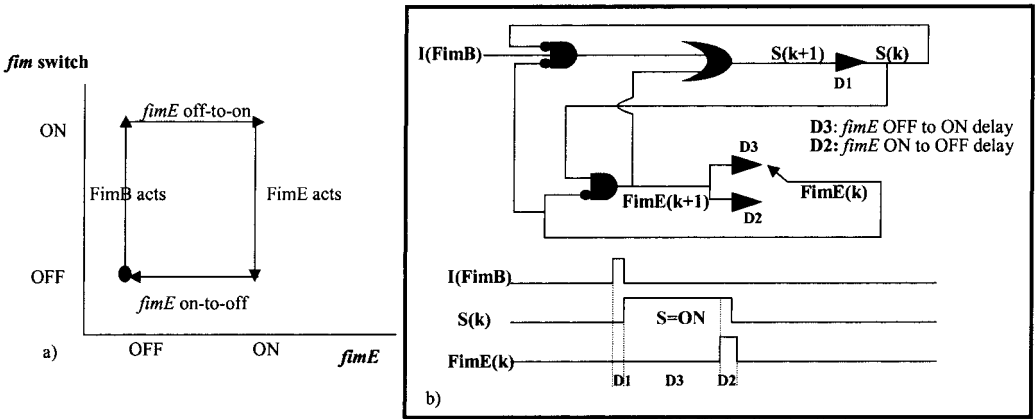 fim switch
ON
fimE off-to-on
FimB acts
FimE acts
OFF
fimE on-to-off
OFF
ON
fimE
a)
I(FimB)
S(k+1)
S(k)
D1
D3: fimE OFF to ON delay
D2: fimE ON to OFF delay
D3
FimE(k+1)
FimE(k)
D2
I(FimB)
S(k)
S=ON
FimE(k)
D1
D3
D2
b)